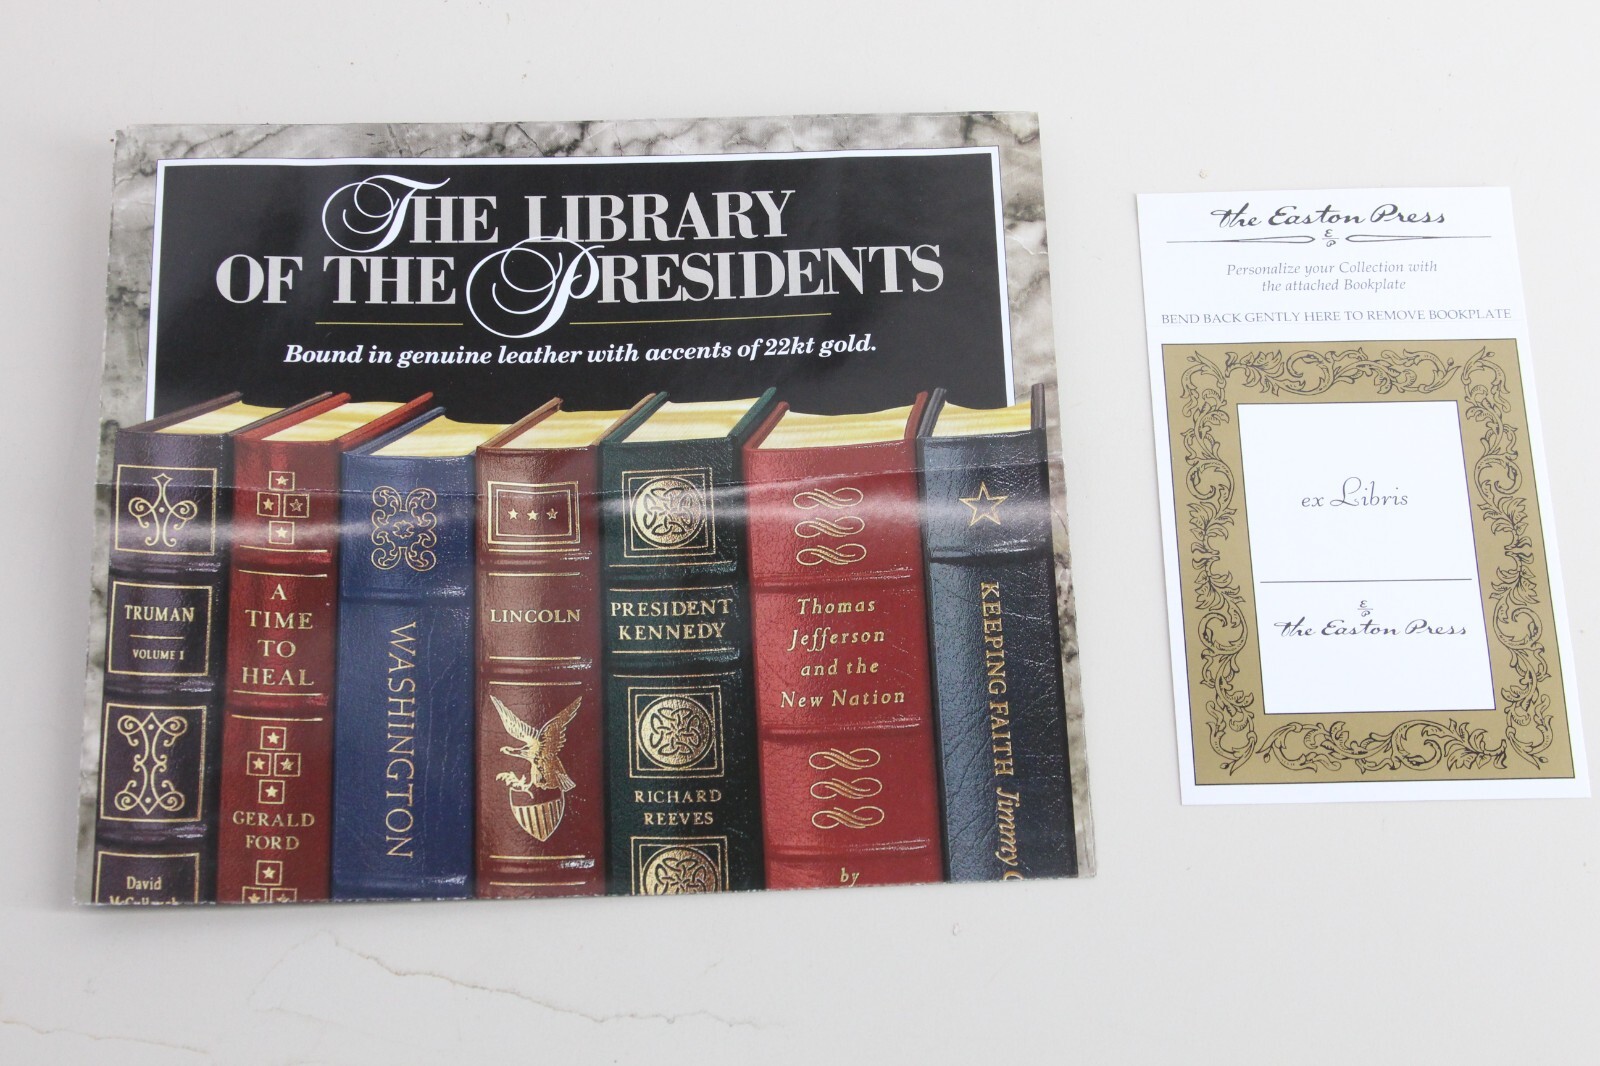 THE LIBRARY
OF THE PRESIDENTS
Bound in genuine leather with accents of 22kt gold.
TRUMAN
VOLUME I
David
A
TIME
TO
HEAL
GERALD
FORD
WASHINGTON
LINCOLN
PRESIDENT
KENNEDY
RICHARD
REEVES
Thomas
Jefferson
and the
New Nation
by
KEEPING FAITH Jimmy
the Easton Press
E
P
Personalize your Collection with
the attached Bookplate
BEND BACK GENTLY HERE TO REMOVE BOOKPLATE
ex Libris
E
P
the Easton Press